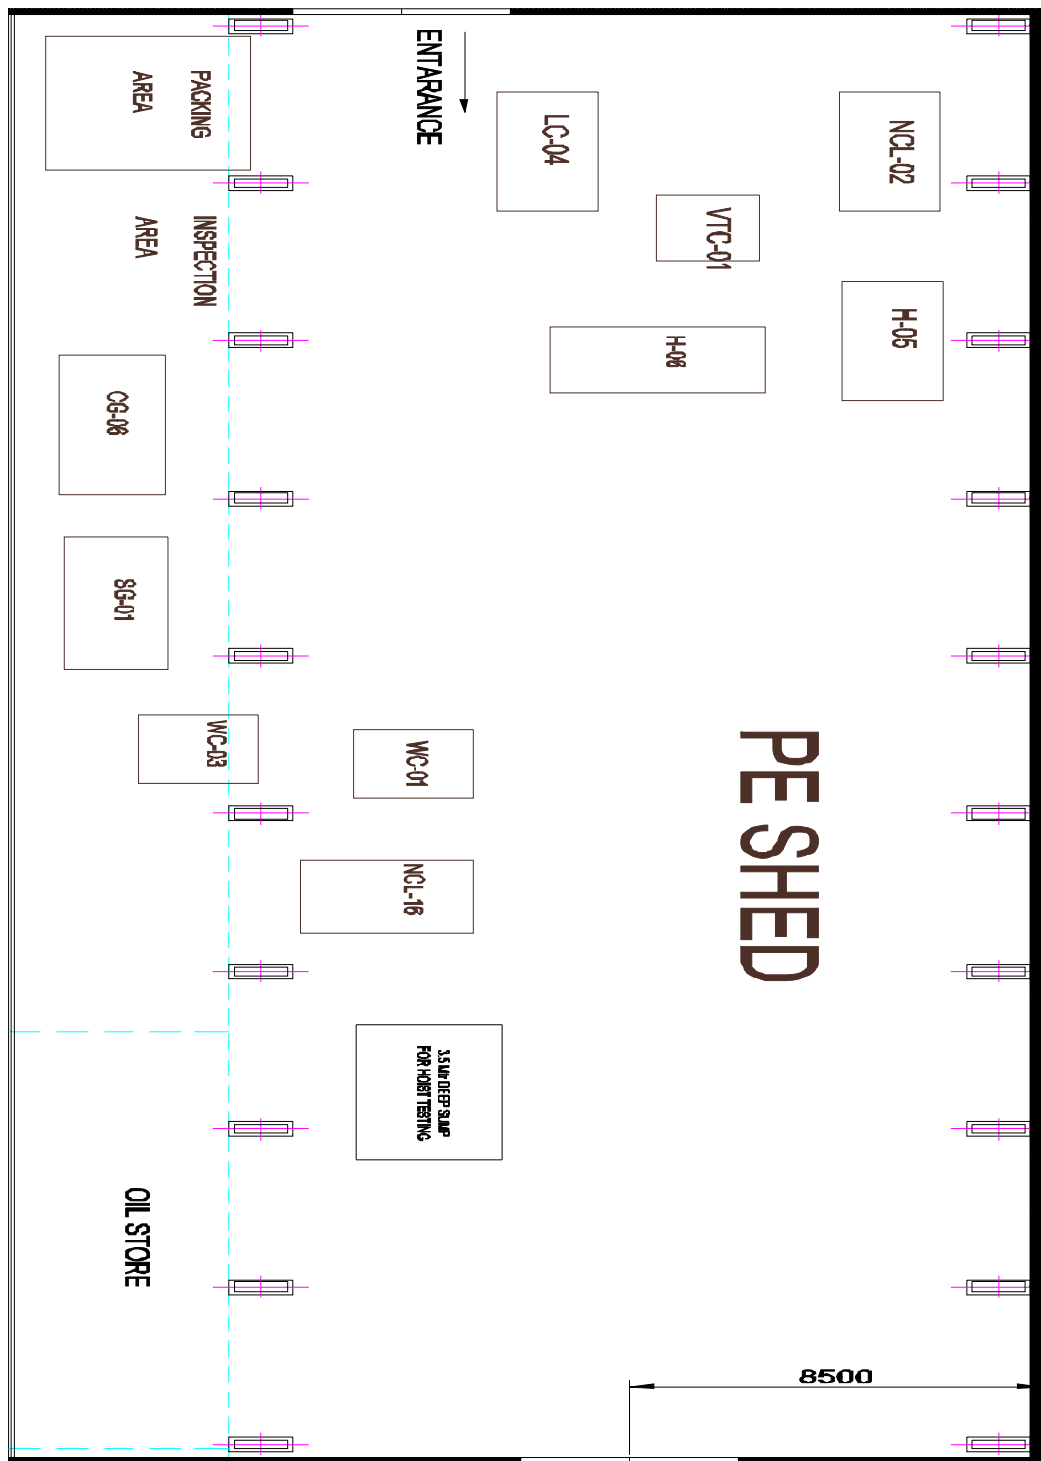 ENTARANCE
PACKING
AREA
LC-04
NCL-02
VTC-01
INSPECTION
AREA
H-05
H-06
CG-06
SG-01
WC-03
WC-01
PE SHED
NCL-16
3.5 Mtr DEEP SUMP
FOR HOIST TESTING
OIL STORE
8500